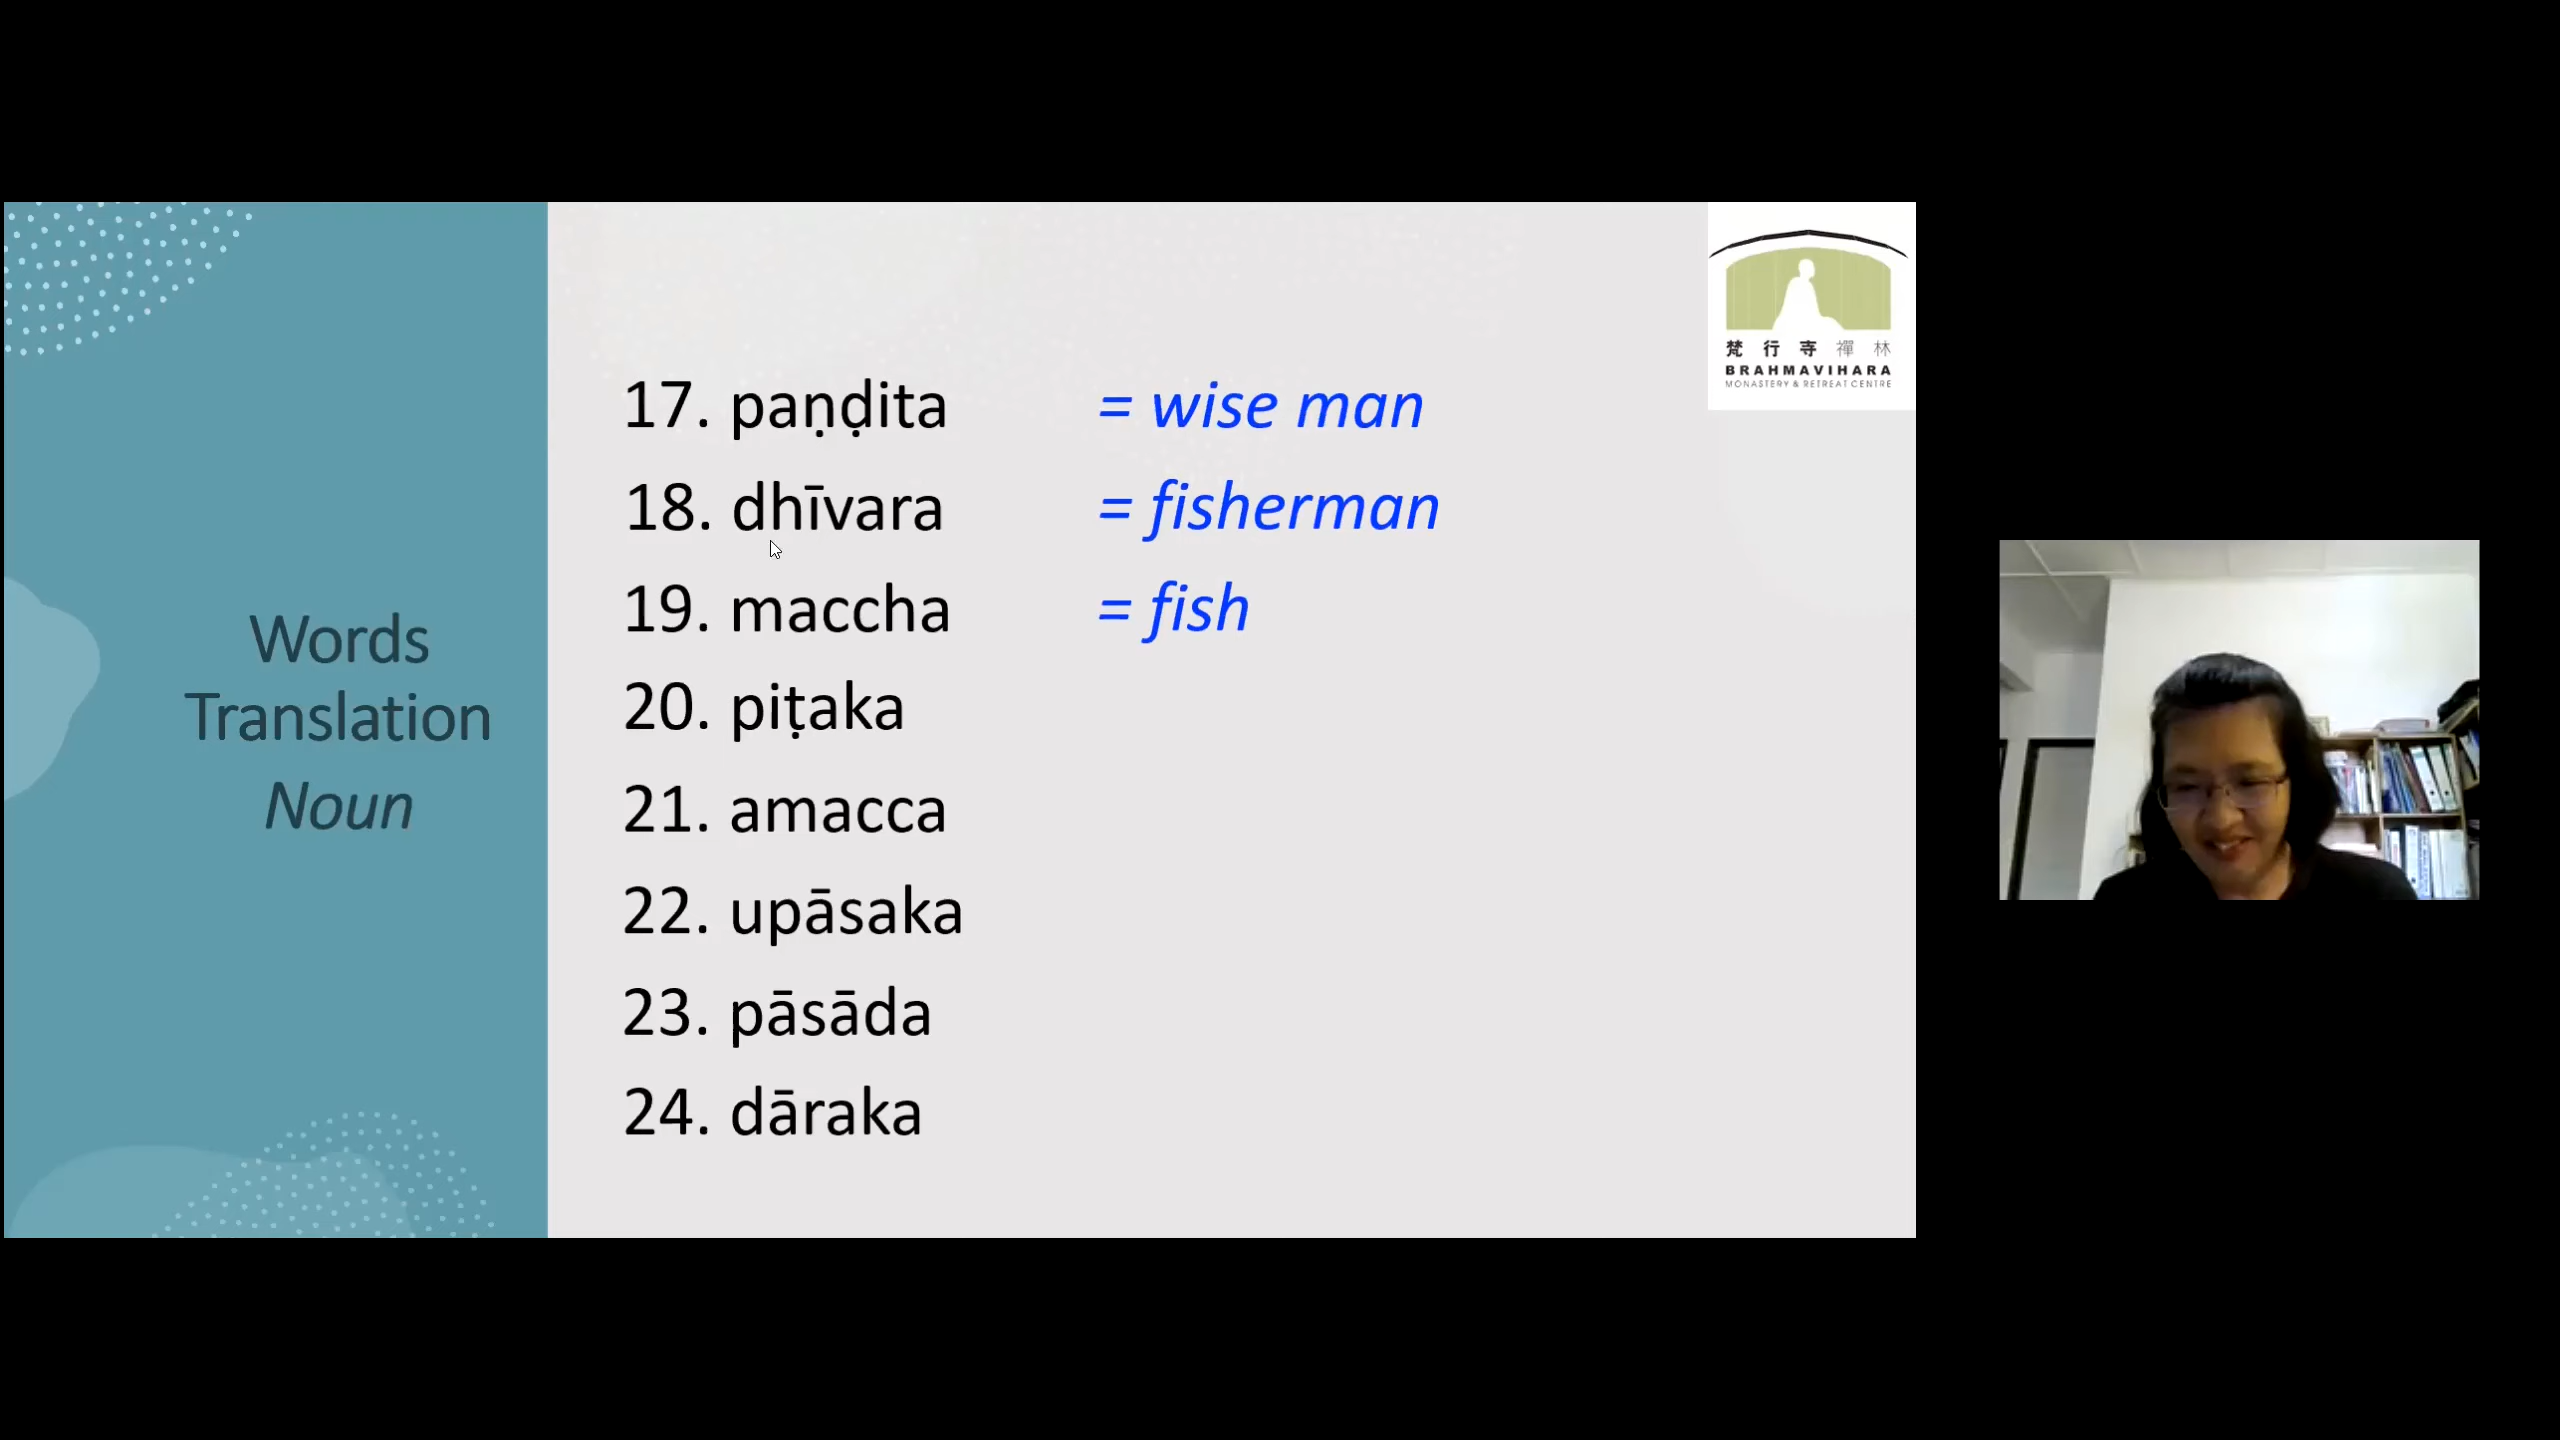 Words
Translation
Noun
17. paṇḍita = wise man
18. dhīvara = fisherman
19. maccha = fish
20. piṭaka
21. amacca
22. upāsaka
23. pāsāda
24. dāraka
梵行寺禪林
BRAHMAVIHARA
MONASTERY & RETREAT CENTRE